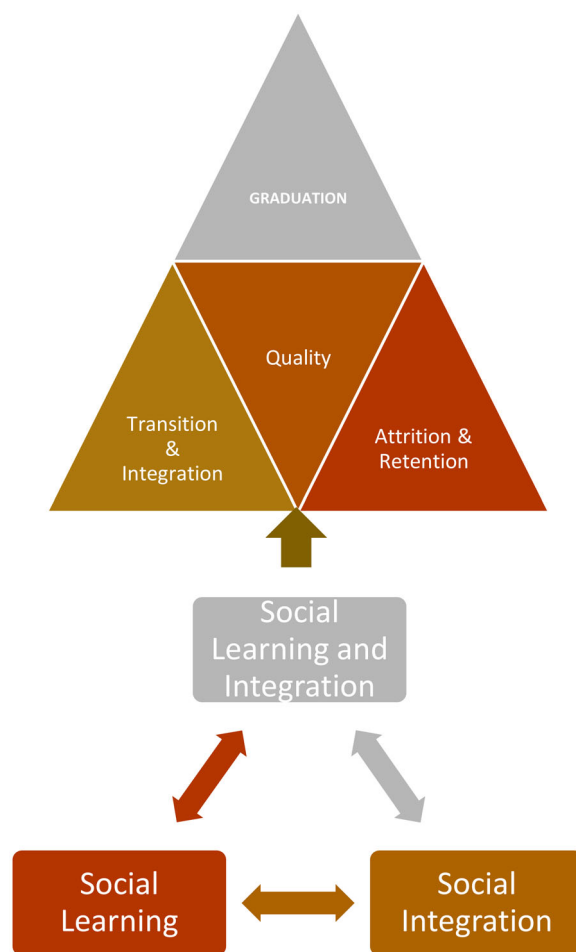 GRADUATION
Quality
Transition
&
Integration
Attrition &
Retention
Social
Learning and
Integration
Social
Learning
Social
Integration